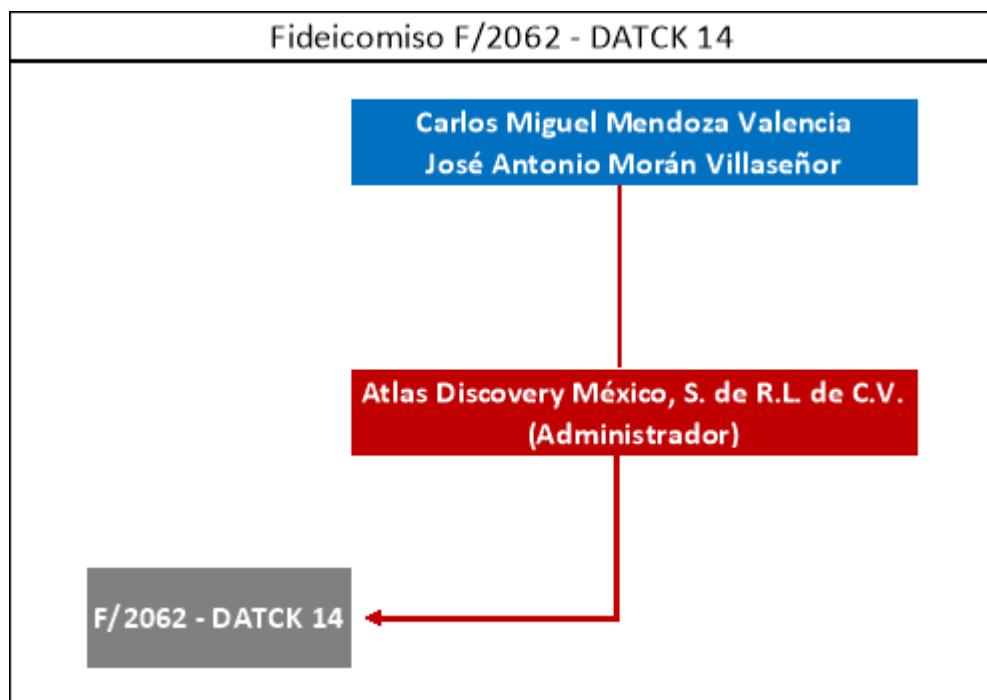 Fideicomiso F/2062 - DATCK 14
Carlos Miguel Mendoza Valencia
José Antonio Morán Villaseñor
Atlas Discovery México, S. de R.L. de C.V.
(Administrador)
F/2062 - DATCK 14